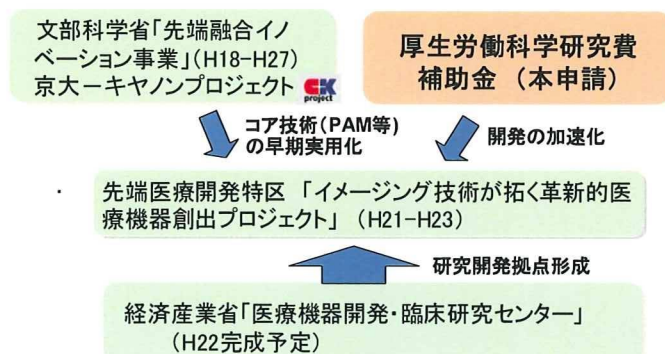 文部科学省「先端融合イノ
ベーション事業」(H18-H27)
京大ーキヤノンプロジェクト CK
project
厚生労働科学研究費
補助金 （本申請）
コア技術(PAM等)
の早期実用化
開発の加速化
先端医療開発特区 「イメージング技術が拓く革新的医
療機器創出プロジェクト」 （H21-H23)
研究開発拠点形成
経済産業省「医療機器開発・臨床研究センター」
（H22完成予定）